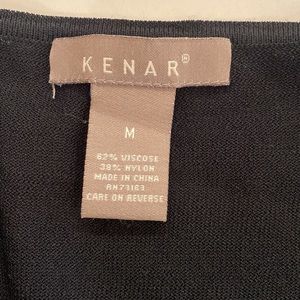 KENAR®
M
62% VISCOSE
38% NYLON
MADE IN CHINA
RN73163
CARE ON REVERSE